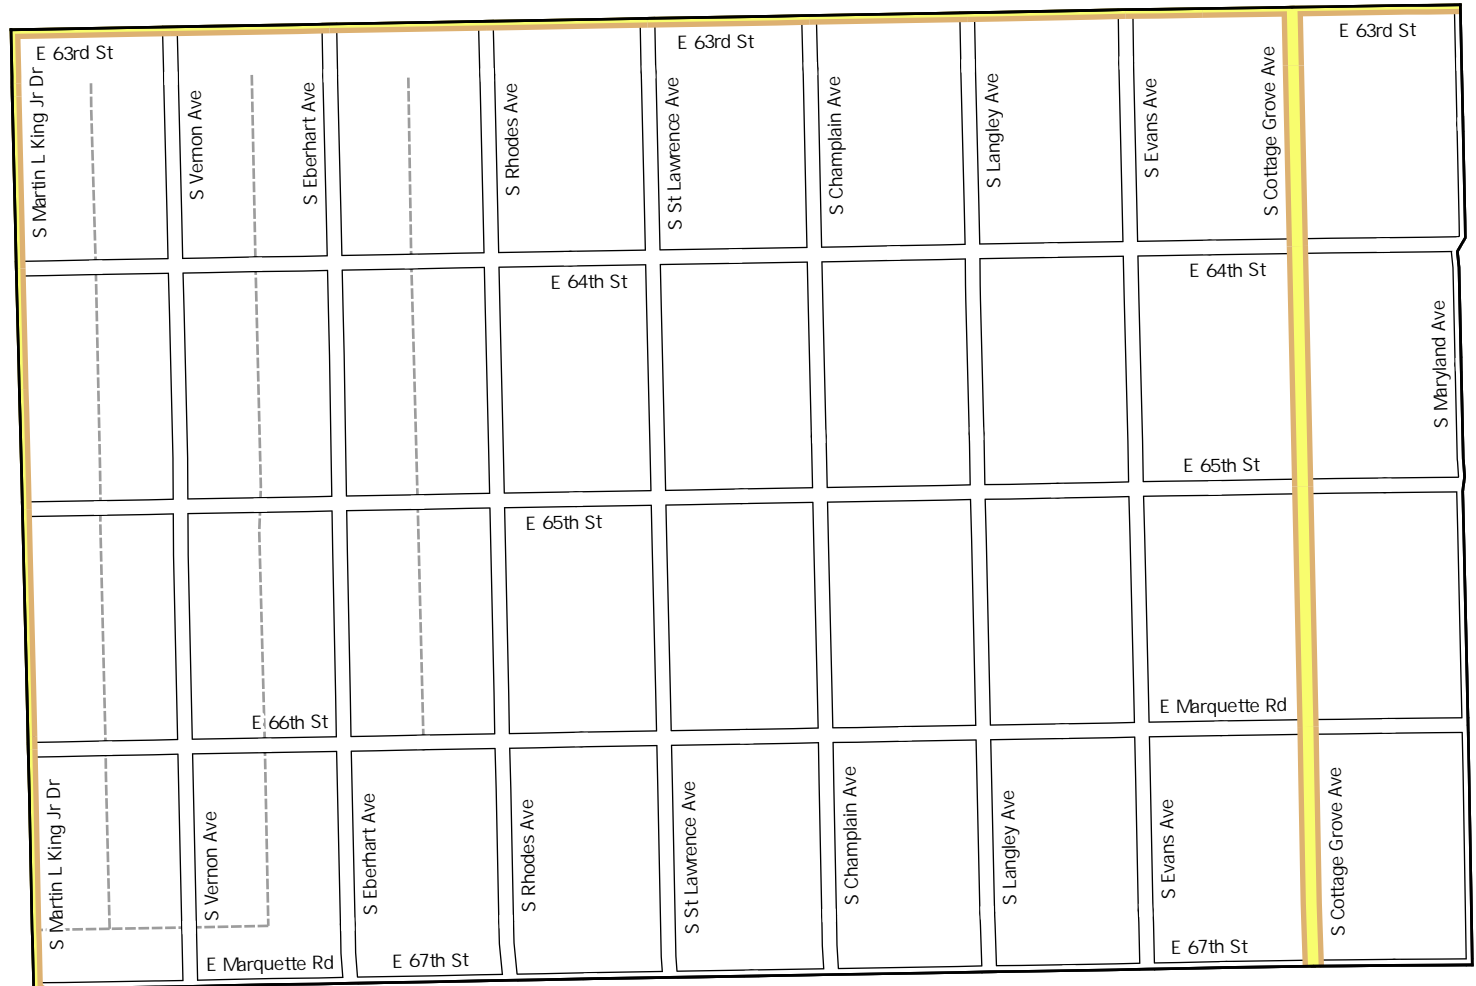 E 63rd St
E 63rd St
E 63rd St
S Martin L King Jr Dr
S Vernon Ave
S Eberhart Ave
S Rhodes Ave
S St Lawrence Ave
S Champlain Ave
S Langley Ave
S Evans Ave
S Cottage Grove Ave
E 64th St
E 64th St
S Maryland Ave
E 65th St
E 65th St
E 66th St
E Marquette Rd
S Martin L King Jr Dr
S Vernon Ave
S Eberhart Ave
S Rhodes Ave
S St Lawrence Ave
S Champlain Ave
S Langley Ave
S Evans Ave
S Cottage Grove Ave
E Marquette Rd
E 67th St
E 67th St